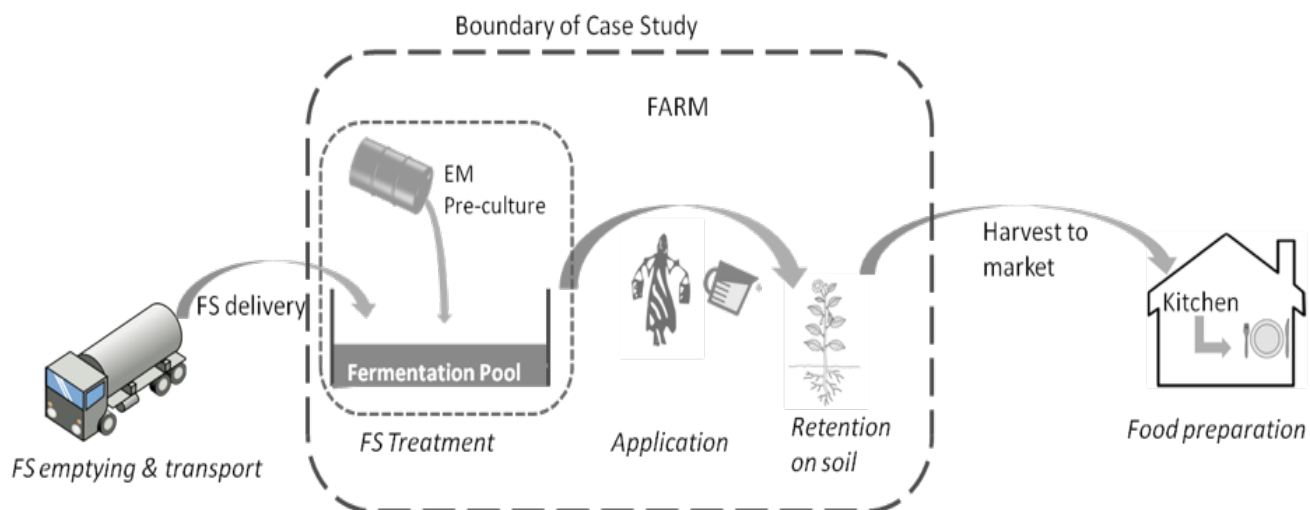 Boundary of Case Study
FARM
EM
Pre-culture
FS delivery
Fermentation Pool
Harvest to
market
Kitchen
FS emptying & transport
FS Treatment
Application
Retention
on soil
Food preparation